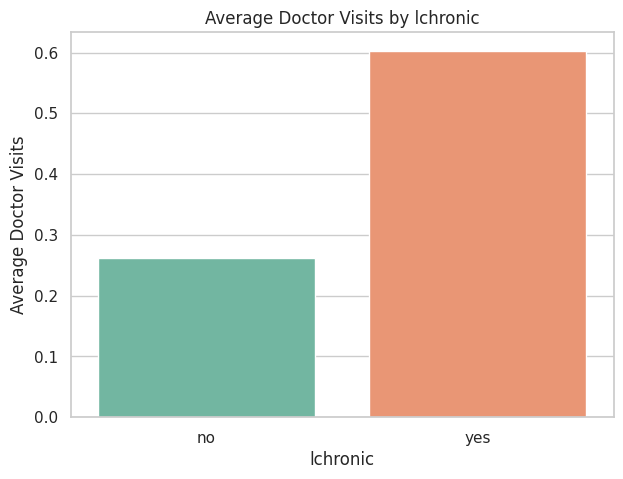 Average Doctor Visits by lchronic
Average Doctor Visits
0.6
0.5
0.4
0.3
0.2
0.1
0.0
no
yes
lchronic